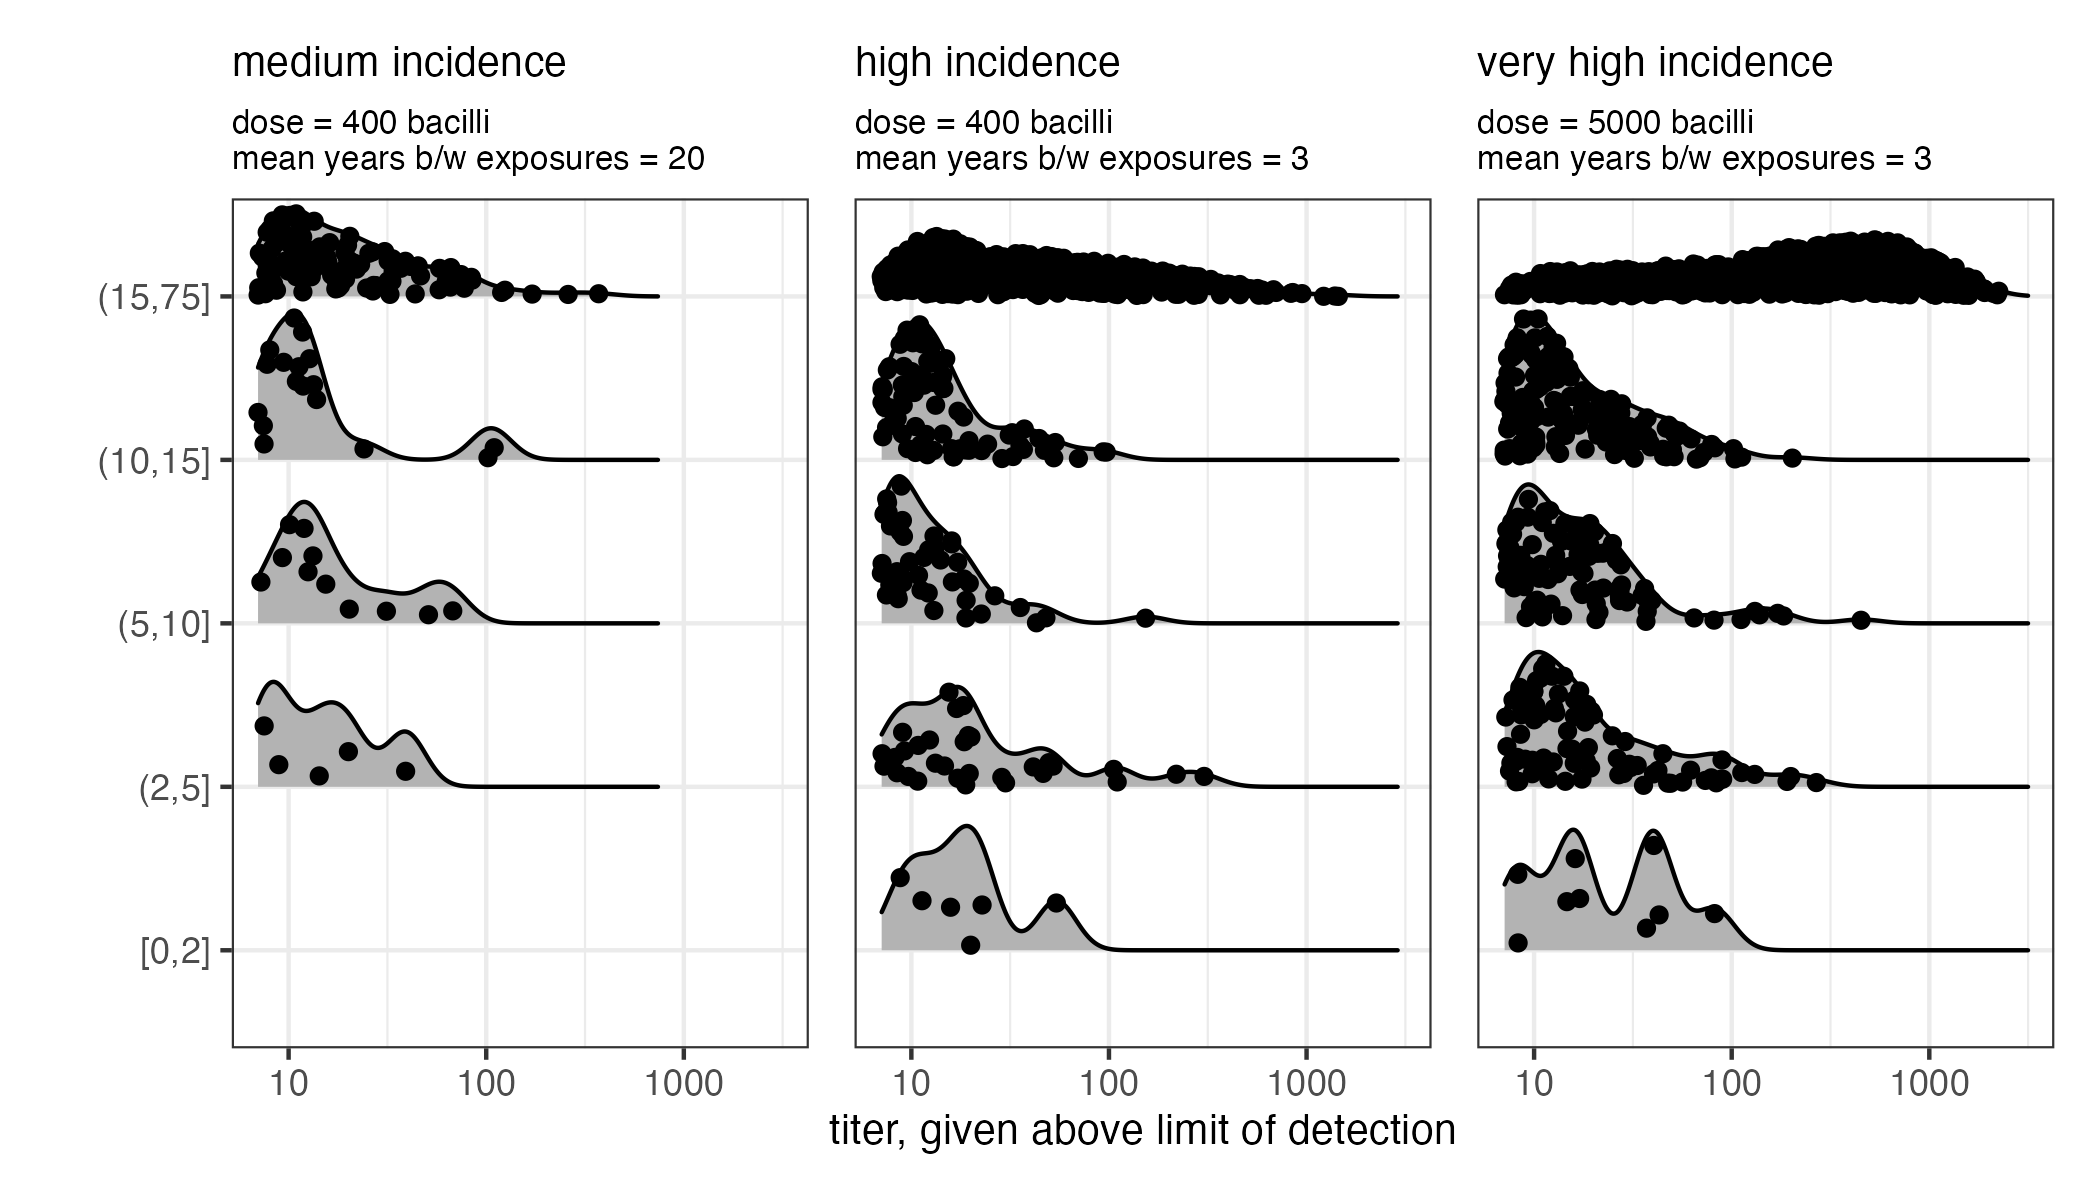 medium incidence
dose = 400 bacilli
mean years b/w exposures = 20
high incidence
dose = 400 bacilli
mean years b/w exposures = 3
very high incidence
dose = 5000 bacilli
mean years b/w exposures = 3
(15,75]
(10,15]
(5,10]
(2,5]
[0,2]
10 100 1000
10 100 1000
10 100 1000
titer, given above limit of detection